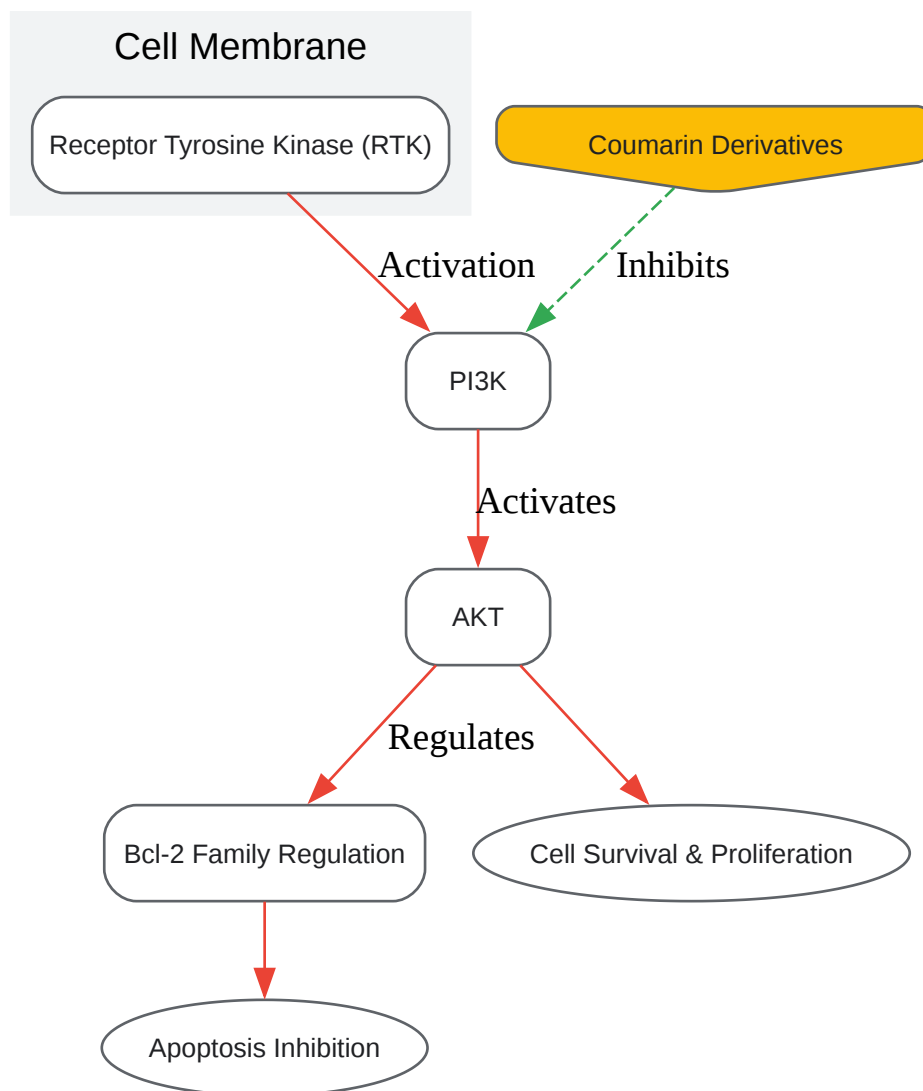 Cell Membrane
Receptor Tyrosine Kinase (RTK)
Coumarin Derivatives
Activation
Inhibits
PI3K
Activates
AKT
Regulates
Bcl-2 Family Regulation
Cell Survival & Proliferation
Apoptosis Inhibition